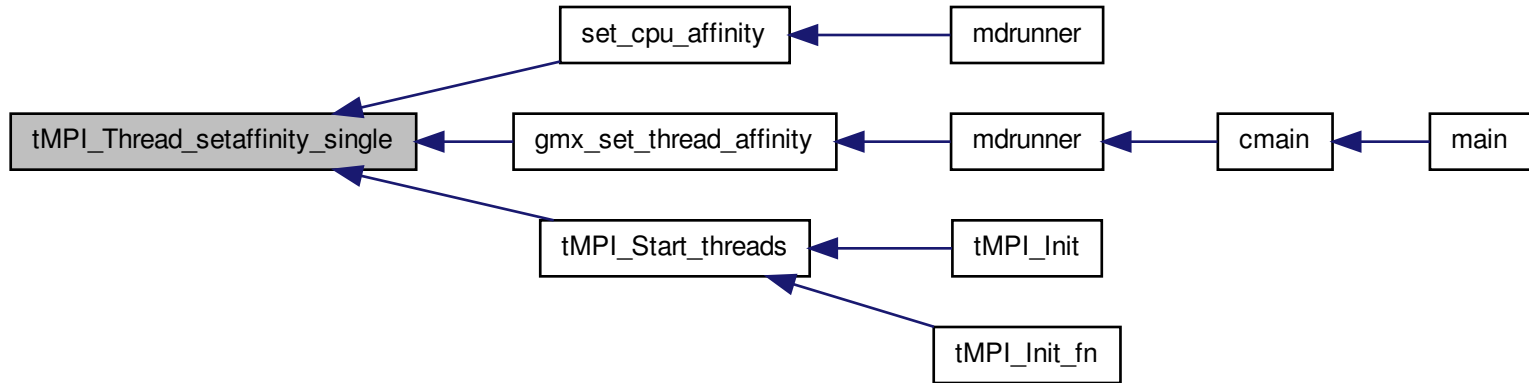 set_cpu_affinity
mdrunner
tMPI_Thread_setaffinity_single
gmx_set_thread_affinity
mdrunner
cmain
main
tMPI_Start_threads
tMPI_Init
tMPI_Init_fn